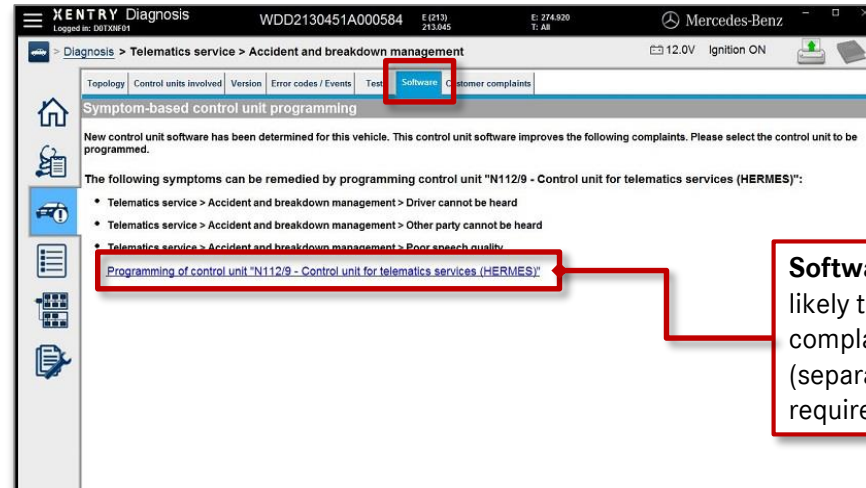 XENTRY Diagnosis
Logged in: D0TXNF01
WDD2130451A000584
E (213)
213.045
E: 274.920
T: All
Mercedes-Benz
> Diagnosis > Telematics service > Accident and breakdown management
12.0V Ignition ON
Topology Control units involved Version Error codes / Events Test Software Customer complaints
Symptom-based control unit programming
New control unit software has been determined for this vehicle. This control unit software improves the following complaints. Please select the control unit to be
programmed.
The following symptoms can be remedied by programming control unit "N112/9 - Control unit for telematics services (HERMES)":
• Telematics service > Accident and breakdown management > Driver cannot be heard
• Telematics service > Accident and breakdown management > Other party cannot be heard
• Telematics service > Accident and breakdown management > Poor speech quality
Programming of control unit "N112/9 - Control unit for telematics services (HERMES)"
Softwa
likely t
compla
(separa
require